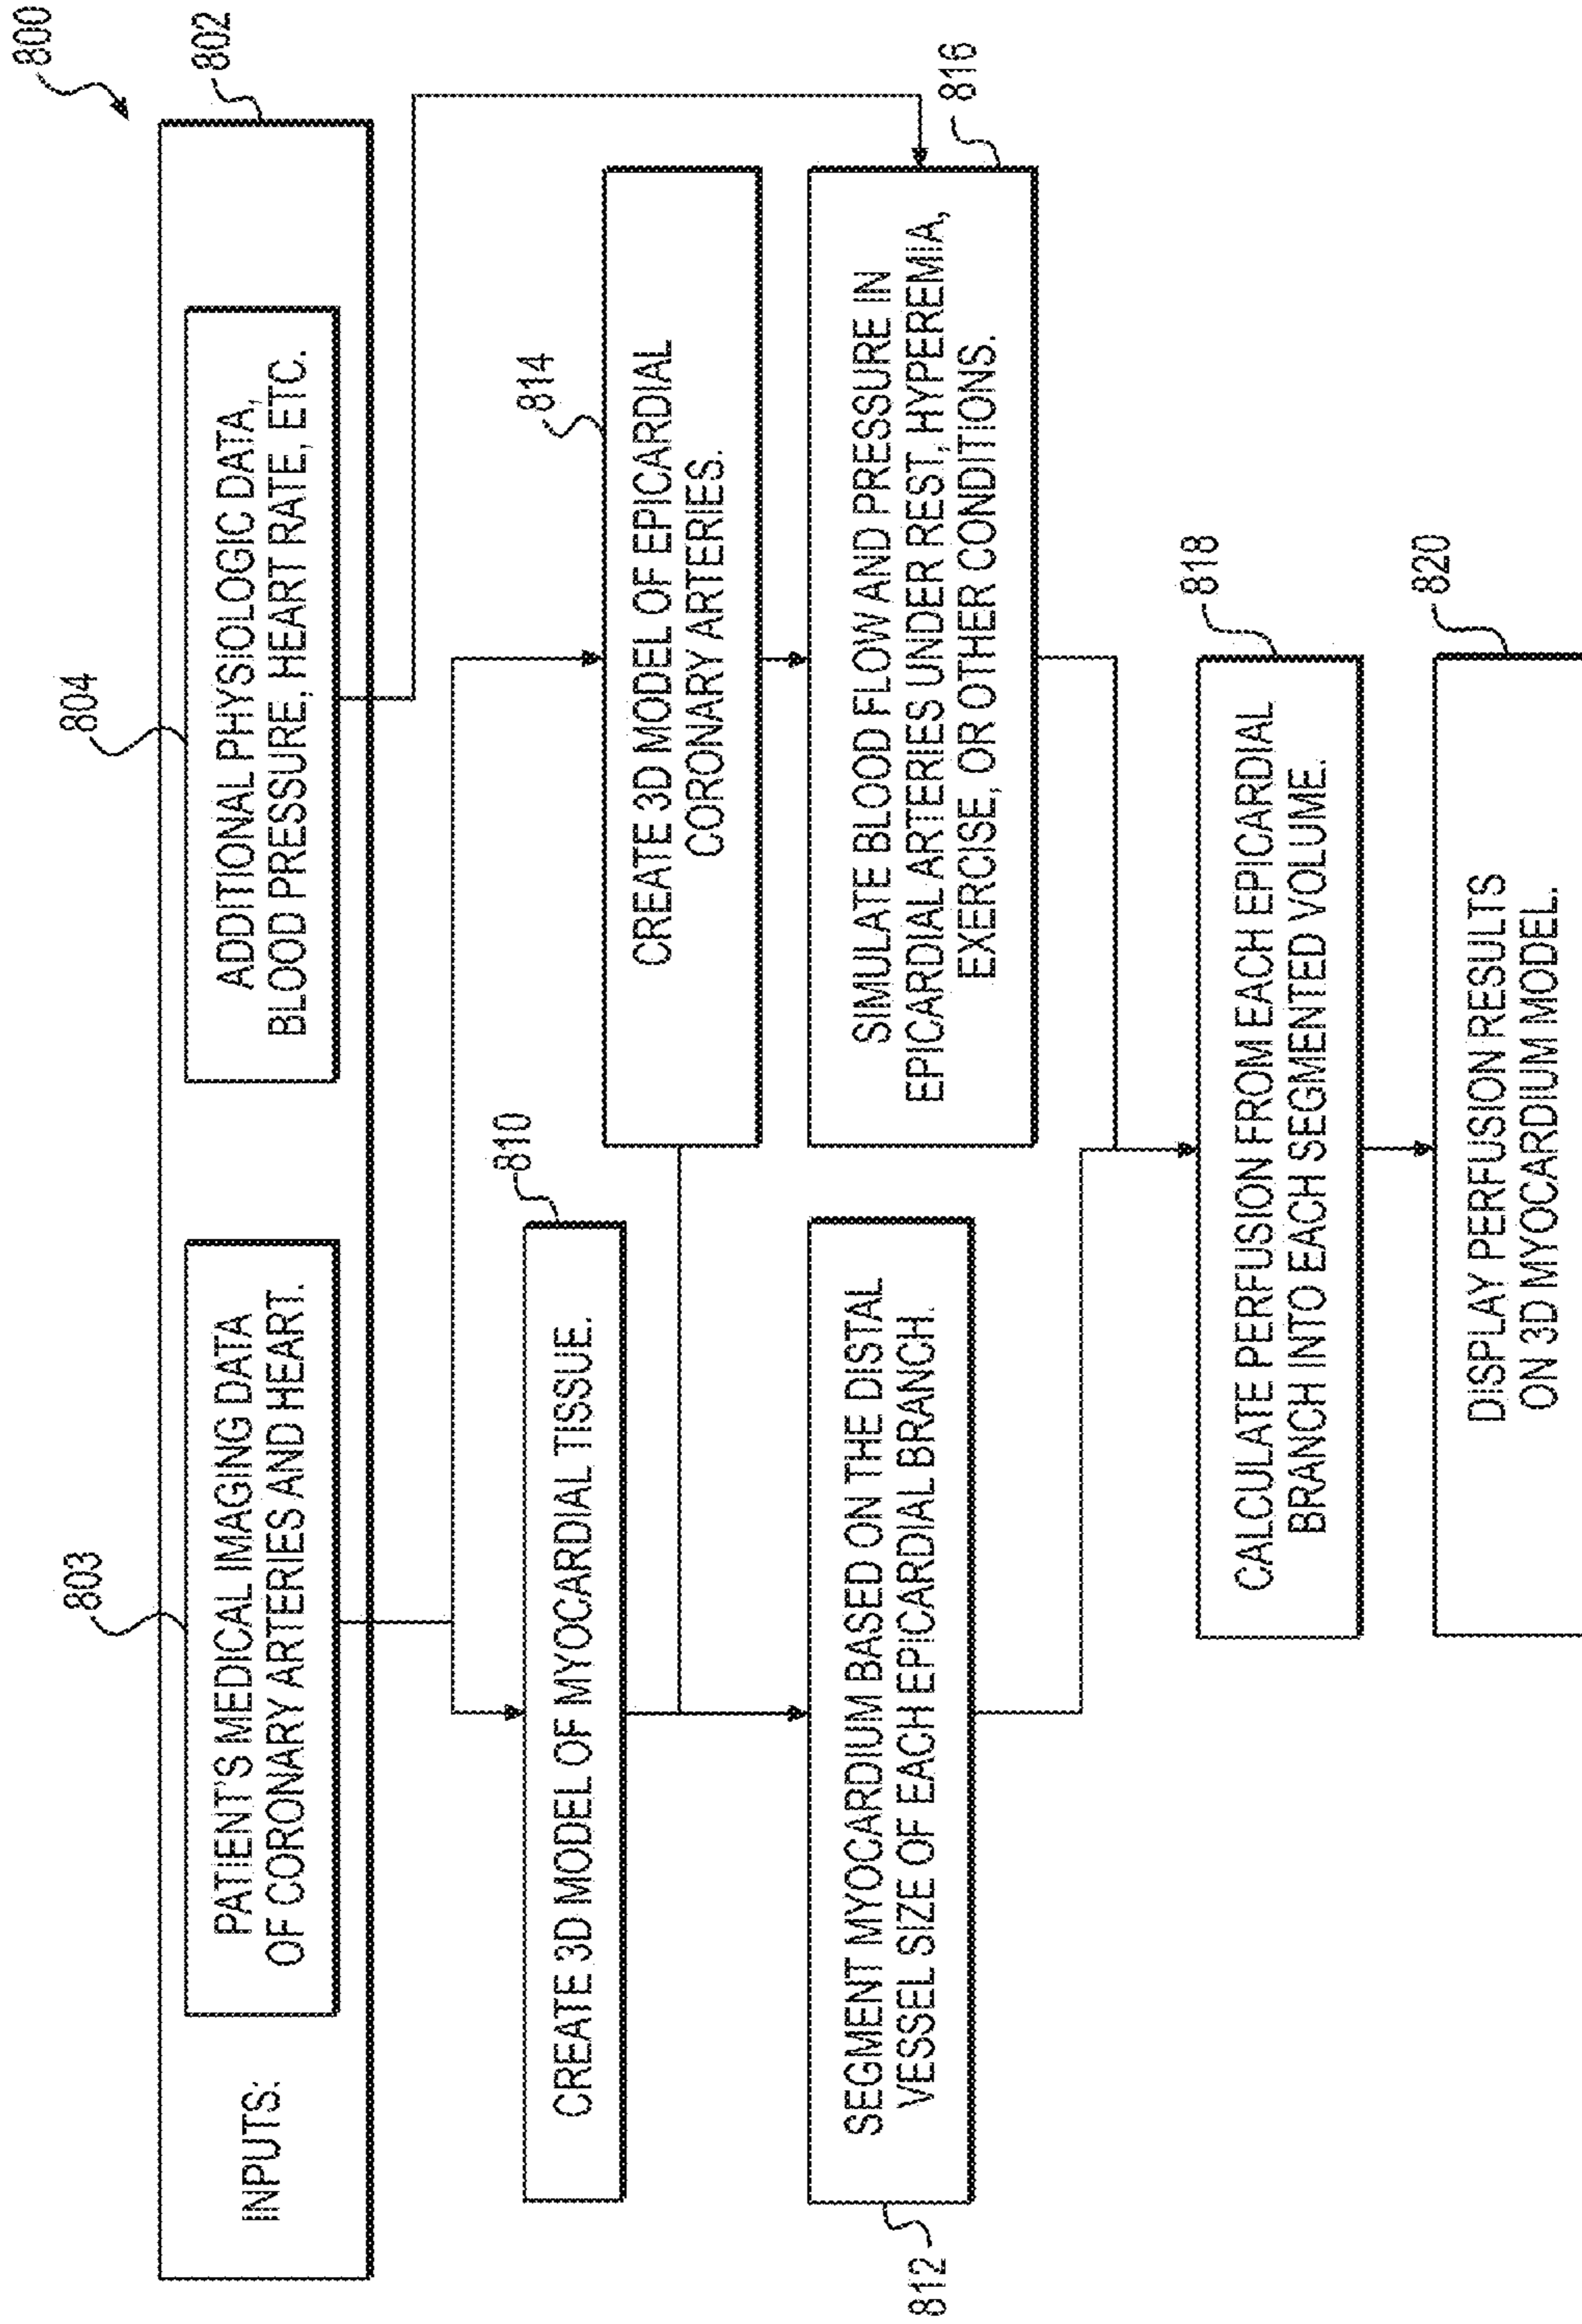 800
802
INPUTS:
803
PATIENT'S MEDICAL IMAGING DATA
OF CORONARY ARTERIES AND HEART.
804
ADDITIONAL PHYSIOLOGIC DATA,
BLOOD PRESSURE, HEART RATE, ETC.
810
CREATE 3D MODEL OF MYOCARDIAL TISSUE.
814
CREATE 3D MODEL OF EPICARDIAL
CORONARY ARTERIES.
812
SEGMENT MYOCARDIUM BASED ON THE DISTAL
VESSEL SIZE OF EACH EPICARDIAL BRANCH.
816
SIMULATE BLOOD FLOW AND PRESSURE IN
EPICARDIAL ARTERIES UNDER REST, HYPEREMIA,
EXERCISE, OR OTHER CONDITIONS.
818
CALCULATE PERFUSION FROM EACH EPICARDIAL
BRANCH INTO EACH SEGMENTED VOLUME.
820
DISPLAY PERFUSION RESULTS
ON 3D MYOCARDIUM MODEL.